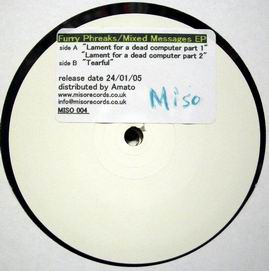 Furry Phreaks/Mixed Messages EP
side A "Lament for a dead computer part 1"
"Lament for a dead computer part 2"
side B "Tearful"
release date 24/01/05
distributed by Amato
www.misorecords.co.uk
info@misorecords.co.uk
MISO 004
Miso